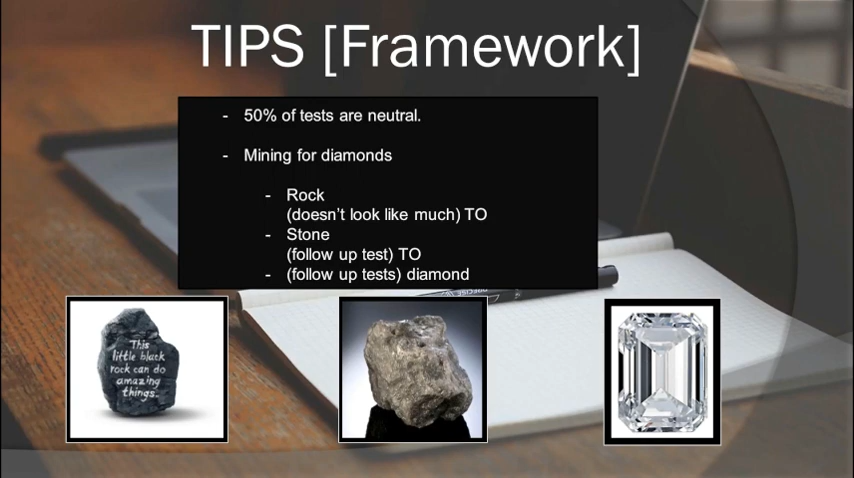 TIPS [Framework]
- 50% of tests are neutral.
- Mining for diamonds
- Rock
(doesn't look like much) TO
- Stone
(follow up test) TO
- (follow up tests) diamond
This
little black
rock can do
amazing
things.